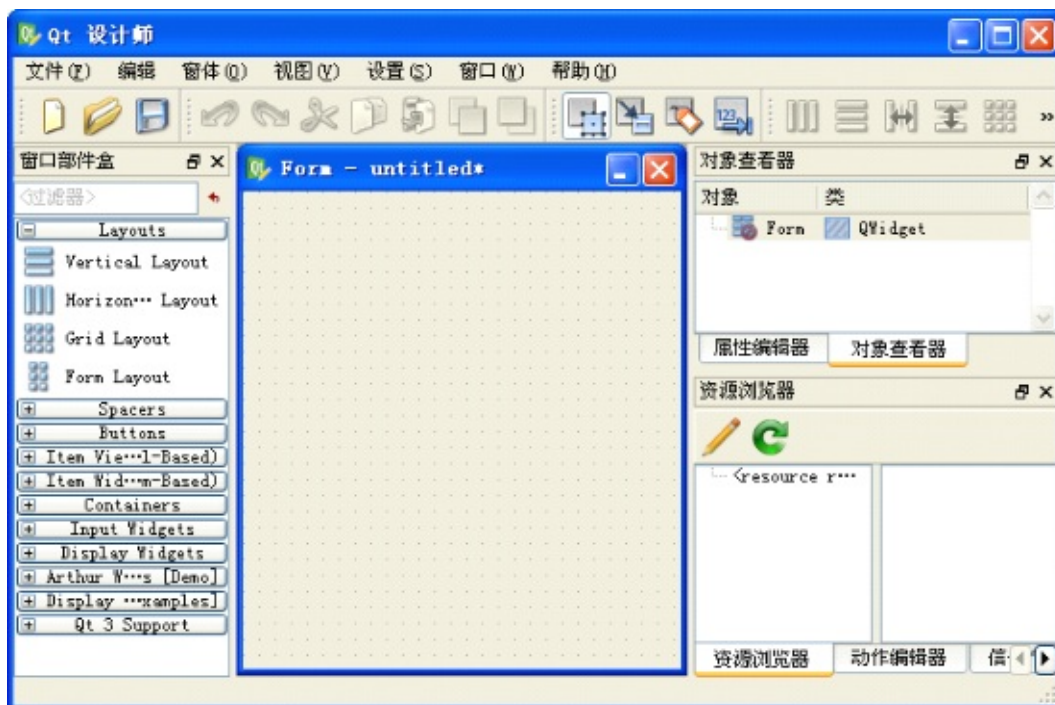 Qt 设计师
文件(F) 编辑 窗体(O) 视图(V) 设置(S) 窗口(W) 帮助(H)
123
窗口部件盒
<过滤器>
Layouts
Vertical Layout
Horizon… Layout
Grid Layout
Form Layout
Spacers
Buttons
Item Vie…l-Based)
Item Wid…m-Based)
Containers
Input Widgets
Display Widgets
Arthur W…s [Demo]
Display …xamples]
Qt 3 Support
Form - untitled*
对象查看器
对象 类
Form QWidget
属性编辑器 对象查看器
资源浏览器
<resource r…
资源浏览器 动作编辑器 信